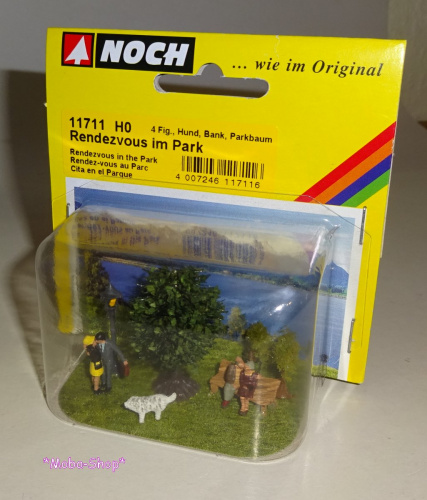 NOCH
... wie im Original
11711 H0 4 Fig., Hund, Bank, Parkbaum
Rendezvous im Park
Rendezvous in the Park
Rendez-vous au Parc
Cita en el Parque
4 007246 117116
*Nicba-Shop*